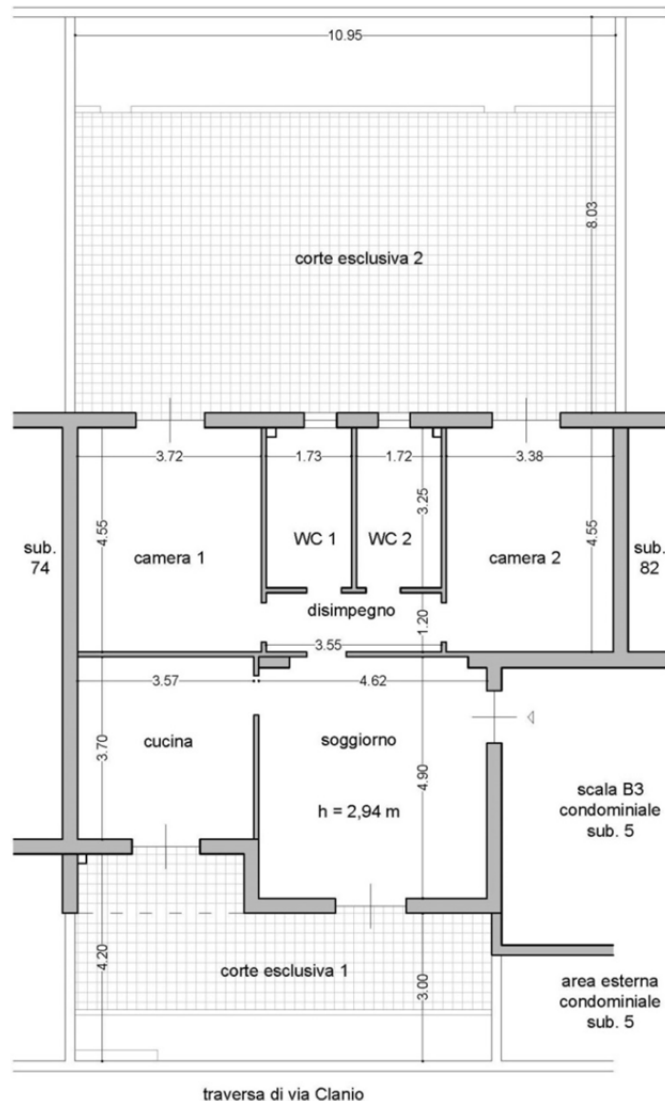 10.95
8.03
corte esclusiva 2
3.72
1.73
1.72
3.38
4.55
3.25
4.55
sub.
74
camera 1
WC 1
WC 2
camera 2
sub.
82
disimpegno
1.20
3.55
3.57
4.62
cucina
soggiorno
3.70
4.90
h = 2,94 m
scala B3
condominiale
sub. 5
4.20
corte esclusiva 1
3.00
area esterna
condominiale
sub. 5
traversa di via Clanio